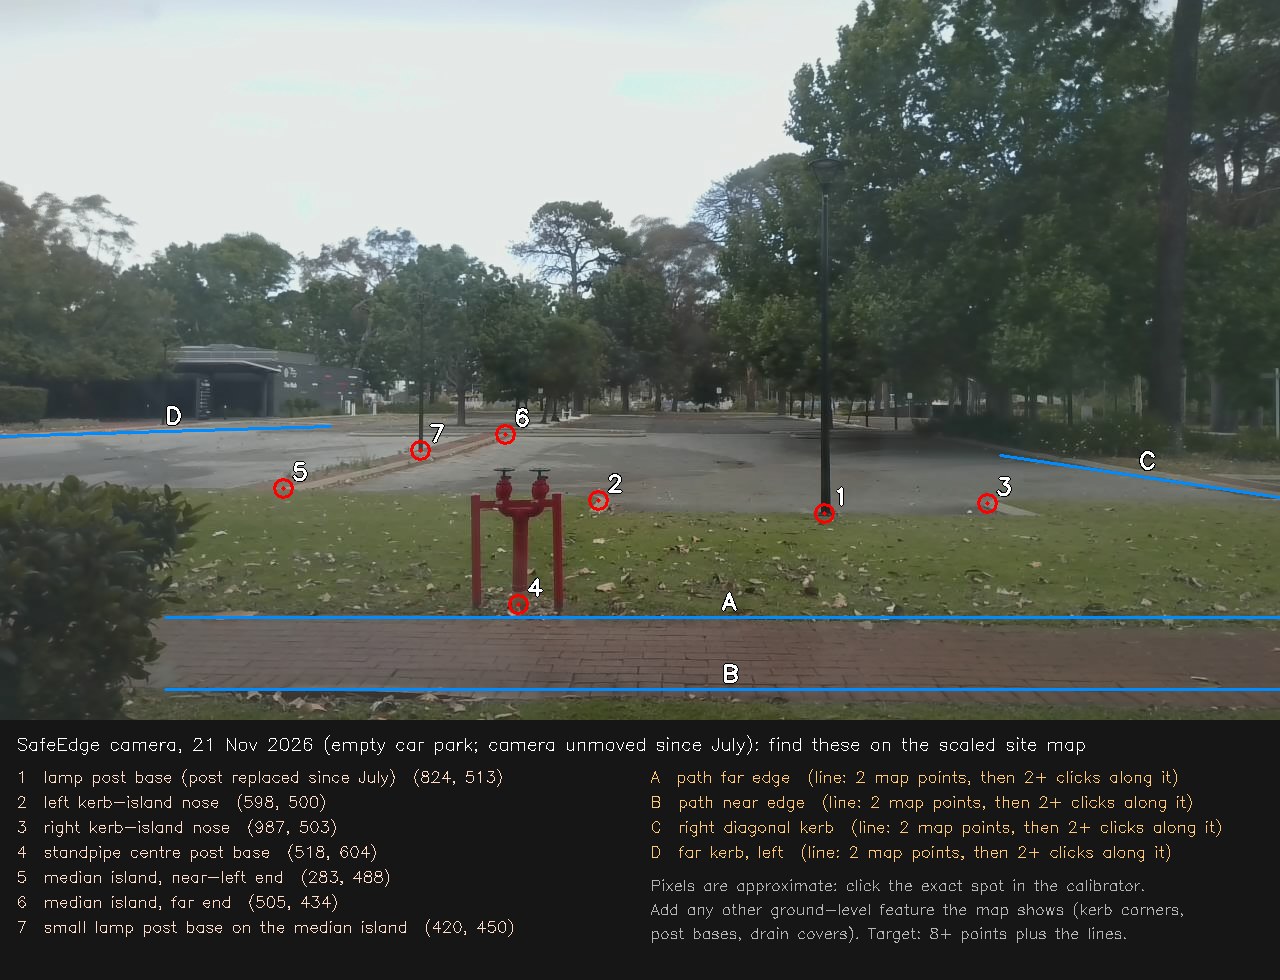 D
7
6
5
2
3
C
1
4
A
B
SafeEdge camera, 21 Nov 2026 (empty car park; camera unmoved since July): find these on the scaled site map
1 lamp post base (post replaced since July) (824, 513)
2 left kerb-island nose (598, 500)
3 right kerb-island nose (987, 503)
4 standpipe centre post base (518, 604)
5 median island, near-left end (283, 488)
6 median island, far end (505, 434)
7 small lamp post base on the median island (420, 450)
A path far edge (line: 2 map points, then 2+ clicks along it)
B path near edge (line: 2 map points, then 2+ clicks along it)
C right diagonal kerb (line: 2 map points, then 2+ clicks along it)
D far kerb, left (line: 2 map points, then 2+ clicks along it)
Pixels are approximate: click the exact spot in the calibrator.
Add any other ground-level feature the map shows (kerb corners,
post bases, drain covers). Target: 8+ points plus the lines.